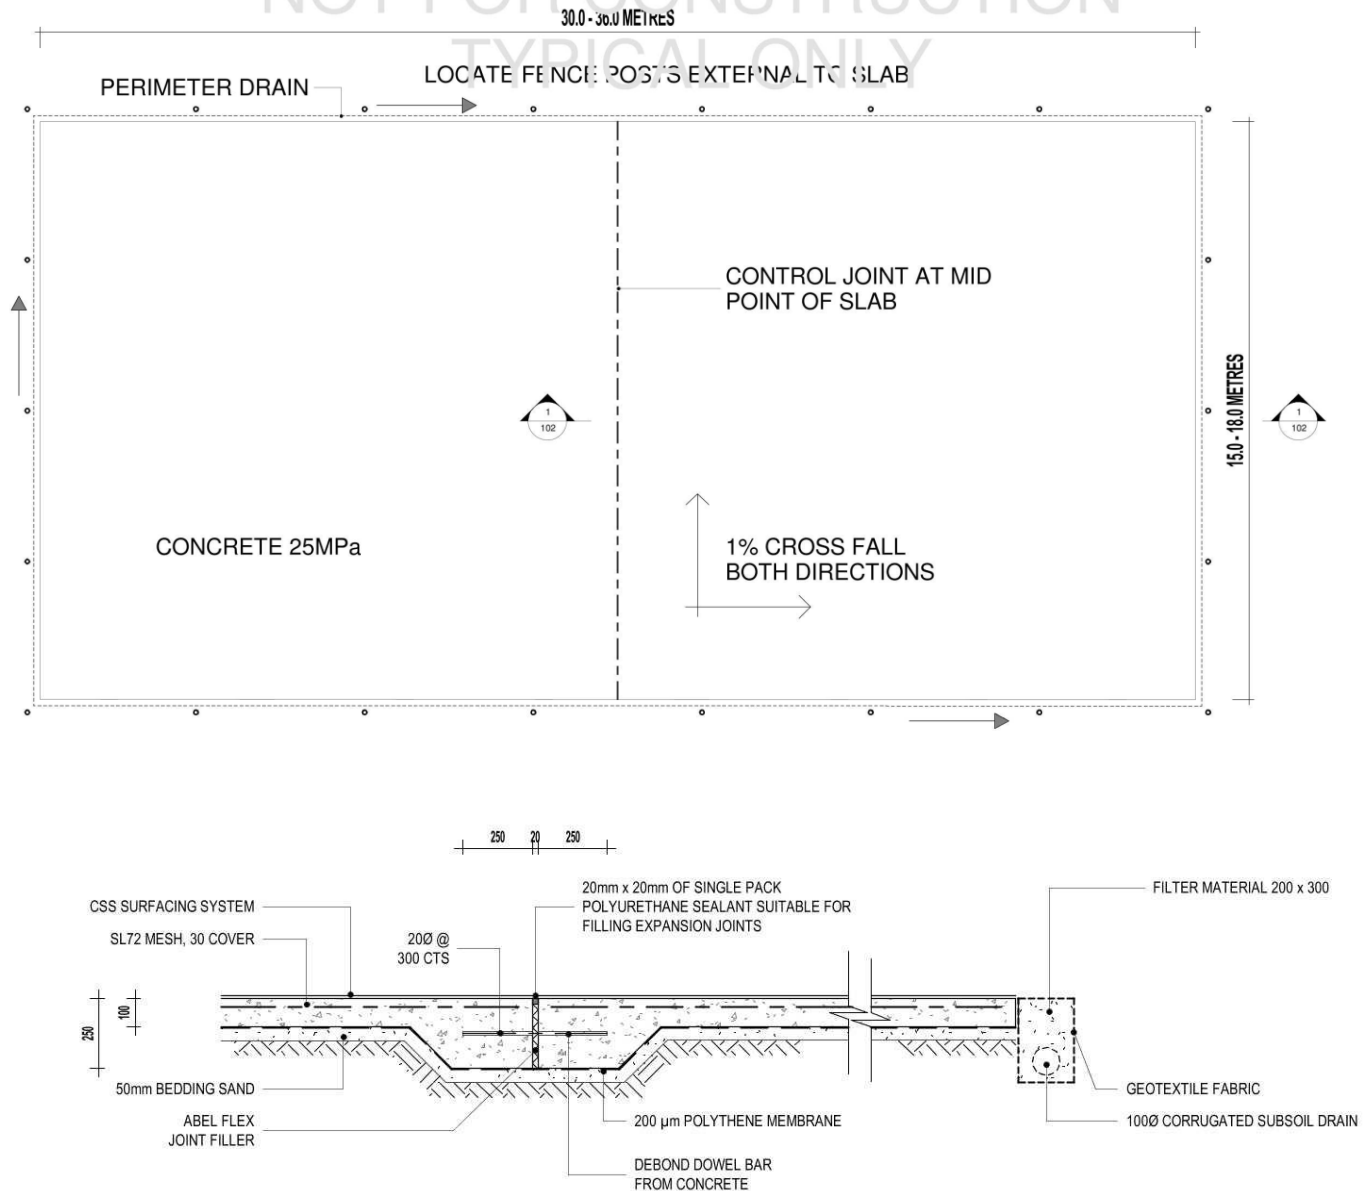 NOT FOR CONSTRUCTION
30.0 - 36.0 METRES
TYPICAL ONLY
LOCATE FENCE POSTS EXTERNAL TO SLAB
PERIMETER DRAIN
CONTROL JOINT AT MID
POINT OF SLAB
15.0 - 18.0 METRES
1
102
1
102
CONCRETE 25MPa
1% CROSS FALL
BOTH DIRECTIONS
250 20 250
CSS SURFACING SYSTEM
SL72 MESH, 30 COVER
20Ø @
300 CTS
20mm x 20mm OF SINGLE PACK
POLYURETHANE SEALANT SUITABLE FOR
FILLING EXPANSION JOINTS
FILTER MATERIAL 200 x 300
250
100
50mm BEDDING SAND
ABEL FLEX
JOINT FILLER
200 µm POLYTHENE MEMBRANE
DEBOND DOWEL BAR
FROM CONCRETE
GEOTEXTILE FABRIC
100Ø CORRUGATED SUBSOIL DRAIN